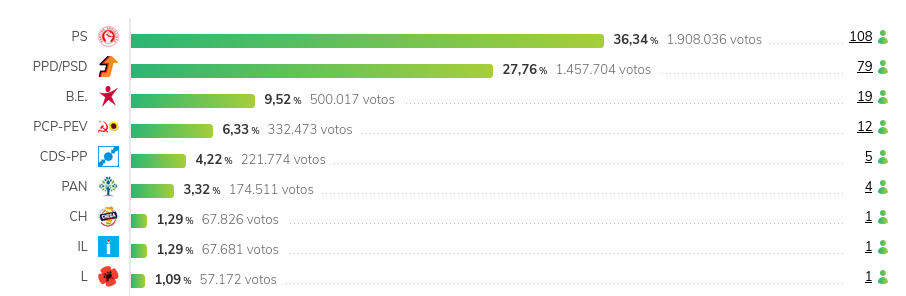 PS 36,34 % 1.908.036 votos 108
PPD/PSD 27,76 % 1.457.704 votos 79
B.E. 9,52 % 500.017 votos 19
PCP-PEV 6,33 % 332.473 votos 12
CDS-PP 4,22 % 221.774 votos 5
PAN 3,32 % 174.511 votos 4
CH CHEGA 1,29 % 67.826 votos 1
IL 1,29 % 67.681 votos 1
L 1,09 % 57.172 votos 1